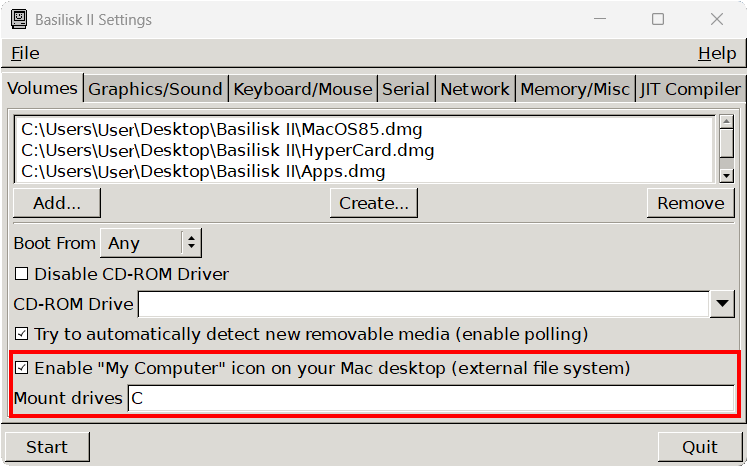 Basilisk II Settings
File Help
Volumes Graphics/Sound Keyboard/Mouse Serial Network Memory/Misc JIT Compiler
C:\Users\User\Desktop\Basilisk II\MacOS85.dmg
C:\Users\User\Desktop\Basilisk II\HyperCard.dmg
C:\Users\User\Desktop\Basilisk II\Apps.dmg
Add... Create... Remove
Boot From Any
Disable CD-ROM Driver
CD-ROM Drive
Try to automatically detect new removable media (enable polling)
Enable "My Computer" icon on your Mac desktop (external file system)
Mount drives C
Start Quit